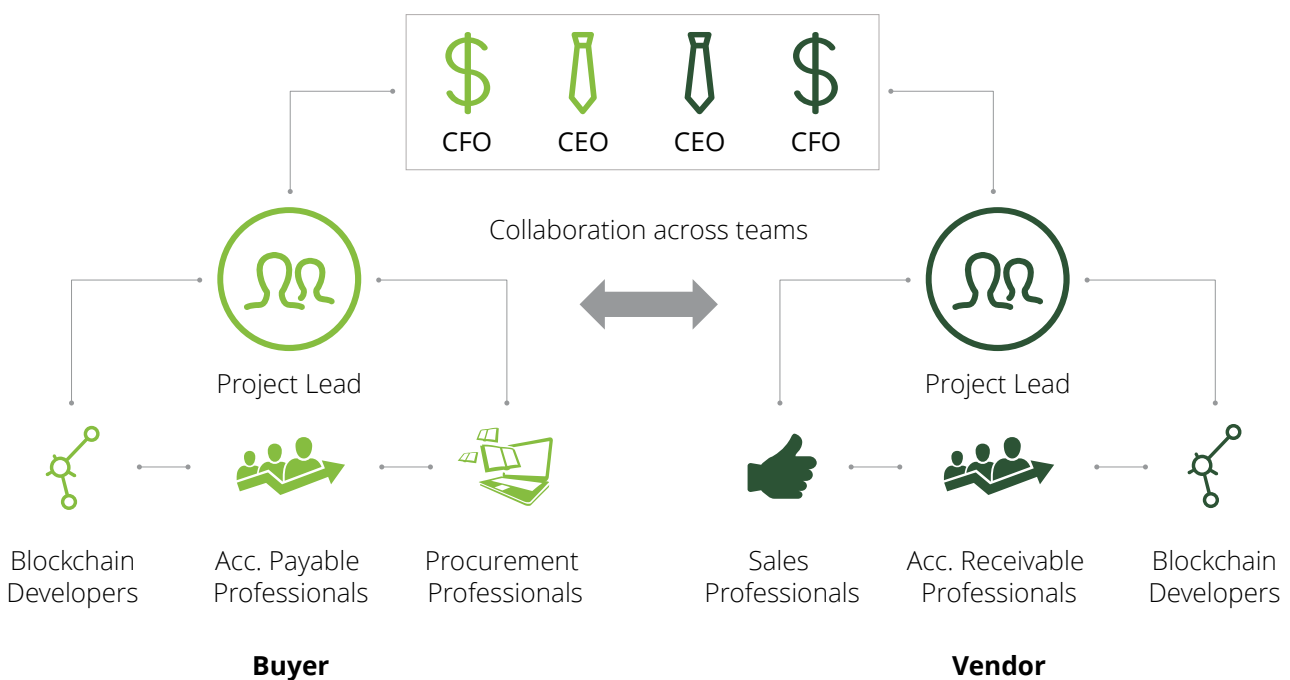 CFO
CEO
CEO
CFO
Collaboration across teams
Project Lead
Project Lead
Blockchain
Developers
Acc. Payable
Professionals
Procurement
Professionals
Sales
Professionals
Acc. Receivable
Professionals
Blockchain
Developers
Buyer
Vendor